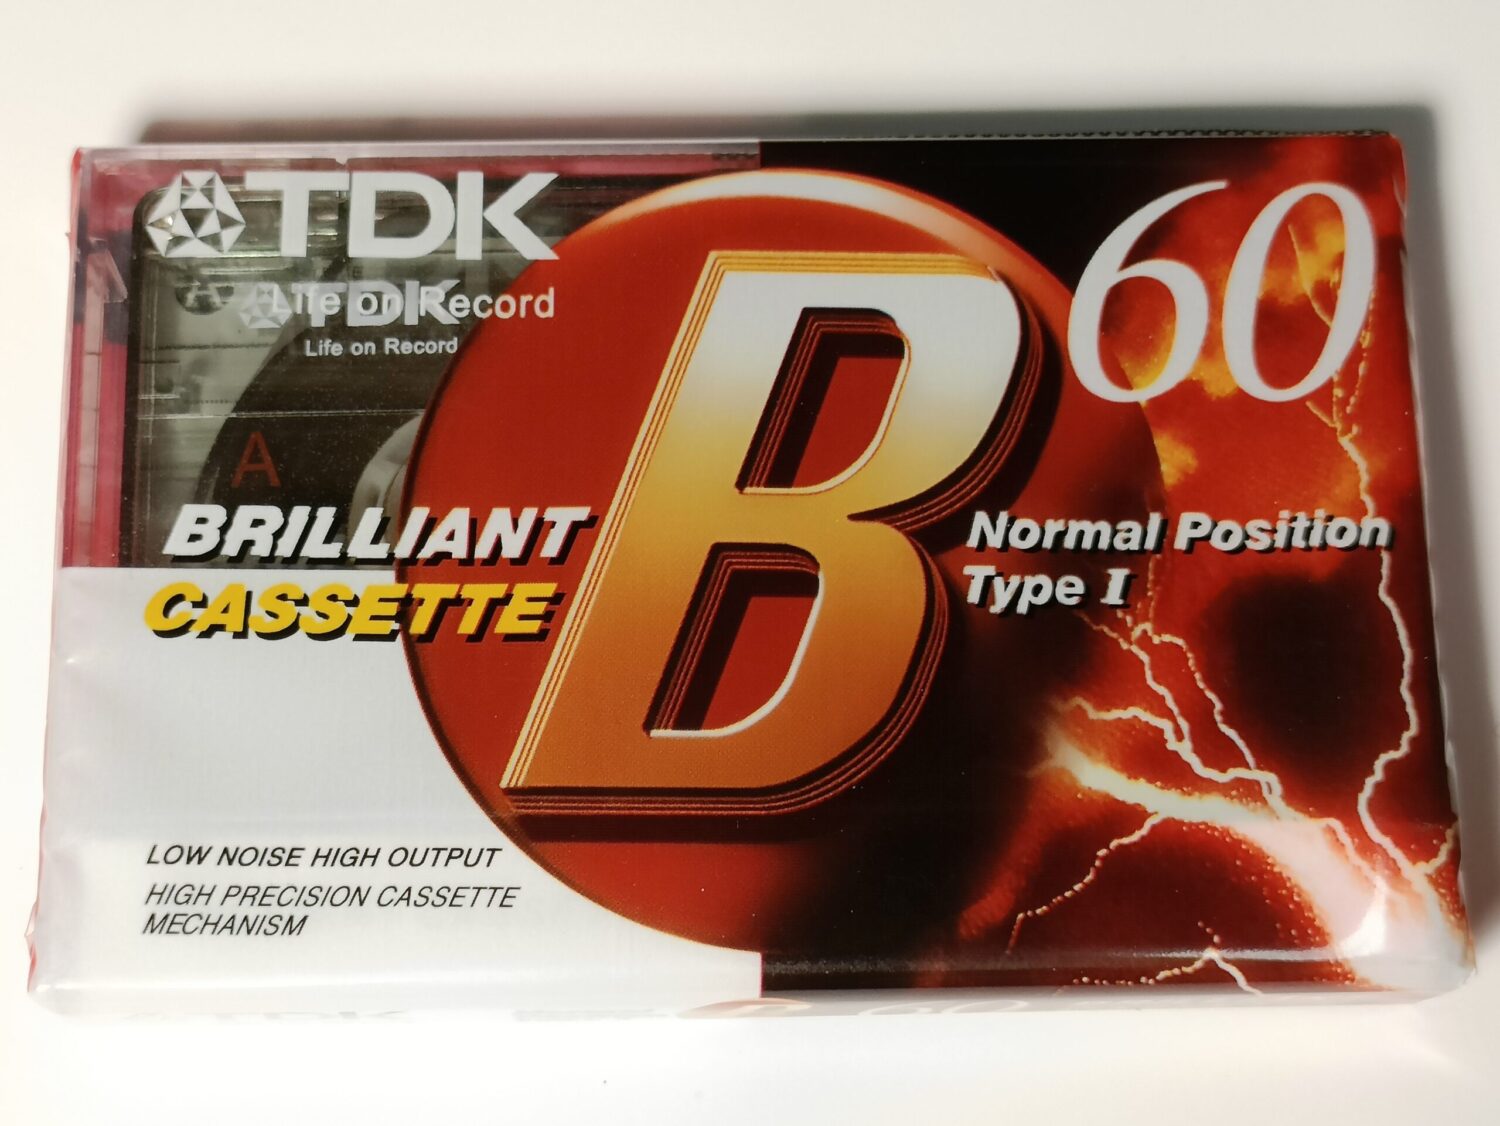 TDK
Life on Record
TDK
Life on Record
A
A
BRILLIANT
CASSETTE
B
60
Normal Position
Type I
LOW NOISE HIGH OUTPUT
HIGH PRECISION CASSETTE
MECHANISM